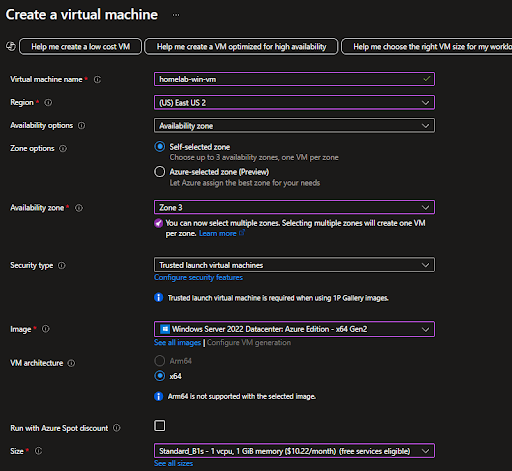 Create a virtual machine ...
Help me create a low cost VM Help me create a VM optimized for high availability Help me choose the right VM size for my
Virtual machine name * homelab-win-vm
Region * (US) East US 2
Availability options Availability zone
Zone options Self-selected zone
Choose up to 3 availability zones, one VM per zone
Azure-selected zone (Preview)
Let Azure assign the best zone for your needs
Availability zone * Zone 3
You can now select multiple zones. Selecting multiple zones will create one VM
per zone. Learn more
Security type Trusted launch virtual machines
Configure security features
Trusted launch virtual machine is required when using 1P Gallery images.
Image * Windows Server 2022 Datacenter: Azure Edition - x64 Gen2
See all images | Configure VM generation
VM architecture Arm64
x64
Arm64 is not supported with the selected image.
Run with Azure Spot discount
Size * Standard_B1s - 1 vcpu, 1 GiB memory ($10.22/month) (free services eligible)
See all sizes